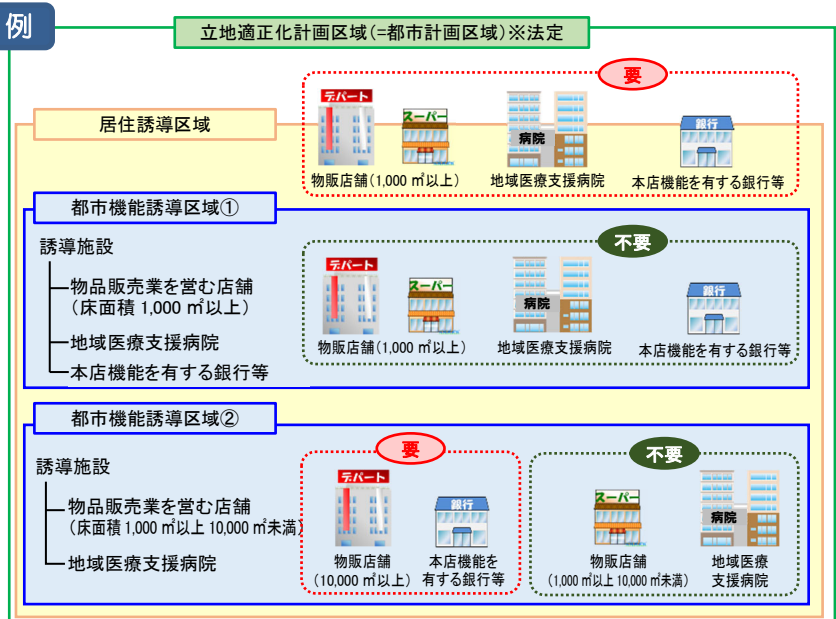 例
立地適正化計画区域(=都市計画区域)※法定
要
居住誘導区域
デパート
スーパー
病院
銀行
物販店舗(1,000 ㎡以上)
地域医療支援病院
本店機能を有する銀行等
都市機能誘導区域①
誘導施設
物品販売業を営む店舗
(床面積 1,000 ㎡以上)
地域医療支援病院
本店機能を有する銀行等
不要
デパート
スーパー
病院
銀行
物販店舗(1,000 ㎡以上)
地域医療支援病院
本店機能を有する銀行等
都市機能誘導区域②
誘導施設
物品販売業を営む店舗
(床面積 1,000 ㎡以上 10,000 ㎡未満)
地域医療支援病院
要
デパート
銀行
物販店舗
(10,000 ㎡以上)
本店機能を
有する銀行等
不要
スーパー
病院
物販店舗
(1,000 ㎡以上 10,000 ㎡未満)
地域医療
支援病院